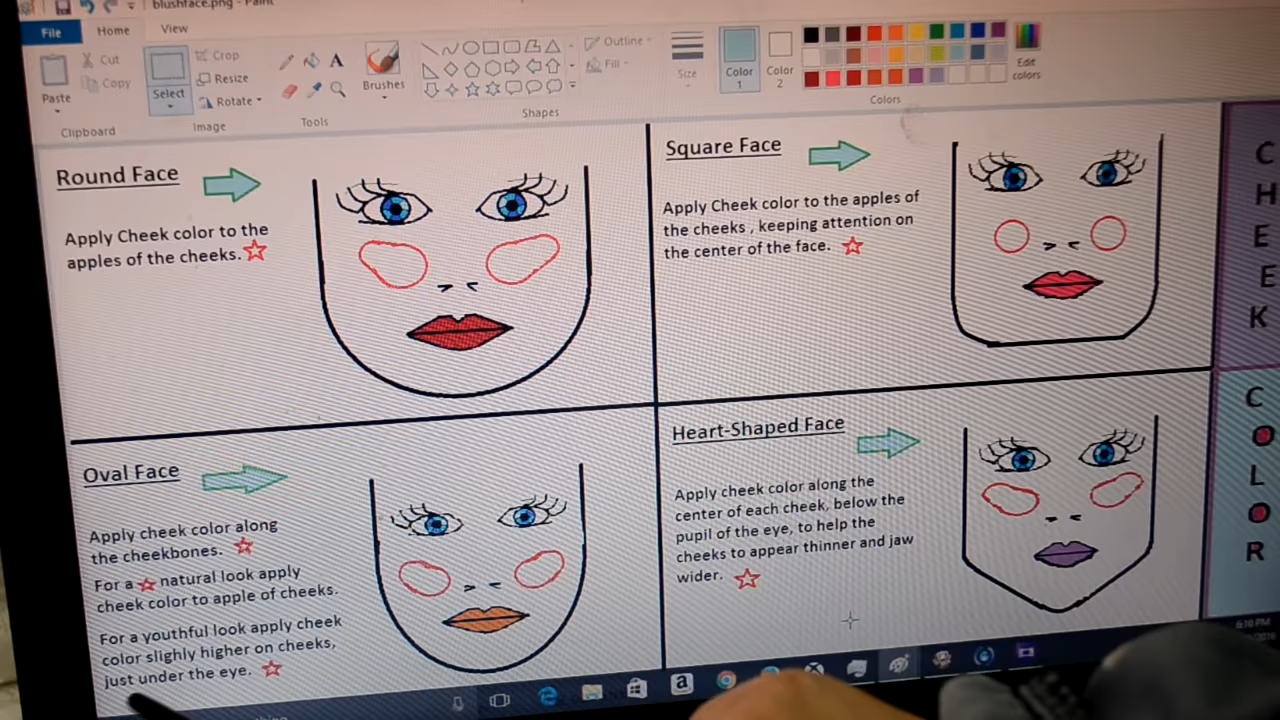 blushface.png - Paint
File
Home
View
Paste
Cut
Copy
Clipboard
Select
Crop
Resize
Rotate
Image
A
Tools
Brushes
Shapes
Outline
Fill
Size
Color
1
Color
2
Colors
Edit
colors
Round Face
Apply Cheek color to the
apples of the cheeks.
Square Face
Apply Cheek color to the apples of
the cheeks , keeping attention on
the center of the face.
Oval Face
Apply cheek color along
the cheekbones.
For a natural look apply
cheek color to apple of cheeks.
For a youthful look apply cheek
color slighly higher on cheeks,
just under the eye.
Heart-Shaped Face
Apply cheek color along the
center of each cheek, below the
pupil of the eye, to help the
cheeks to appear thinner and jaw
wider.
C
H
E
E
K
C
O
L
O
R
a
6:10 PM